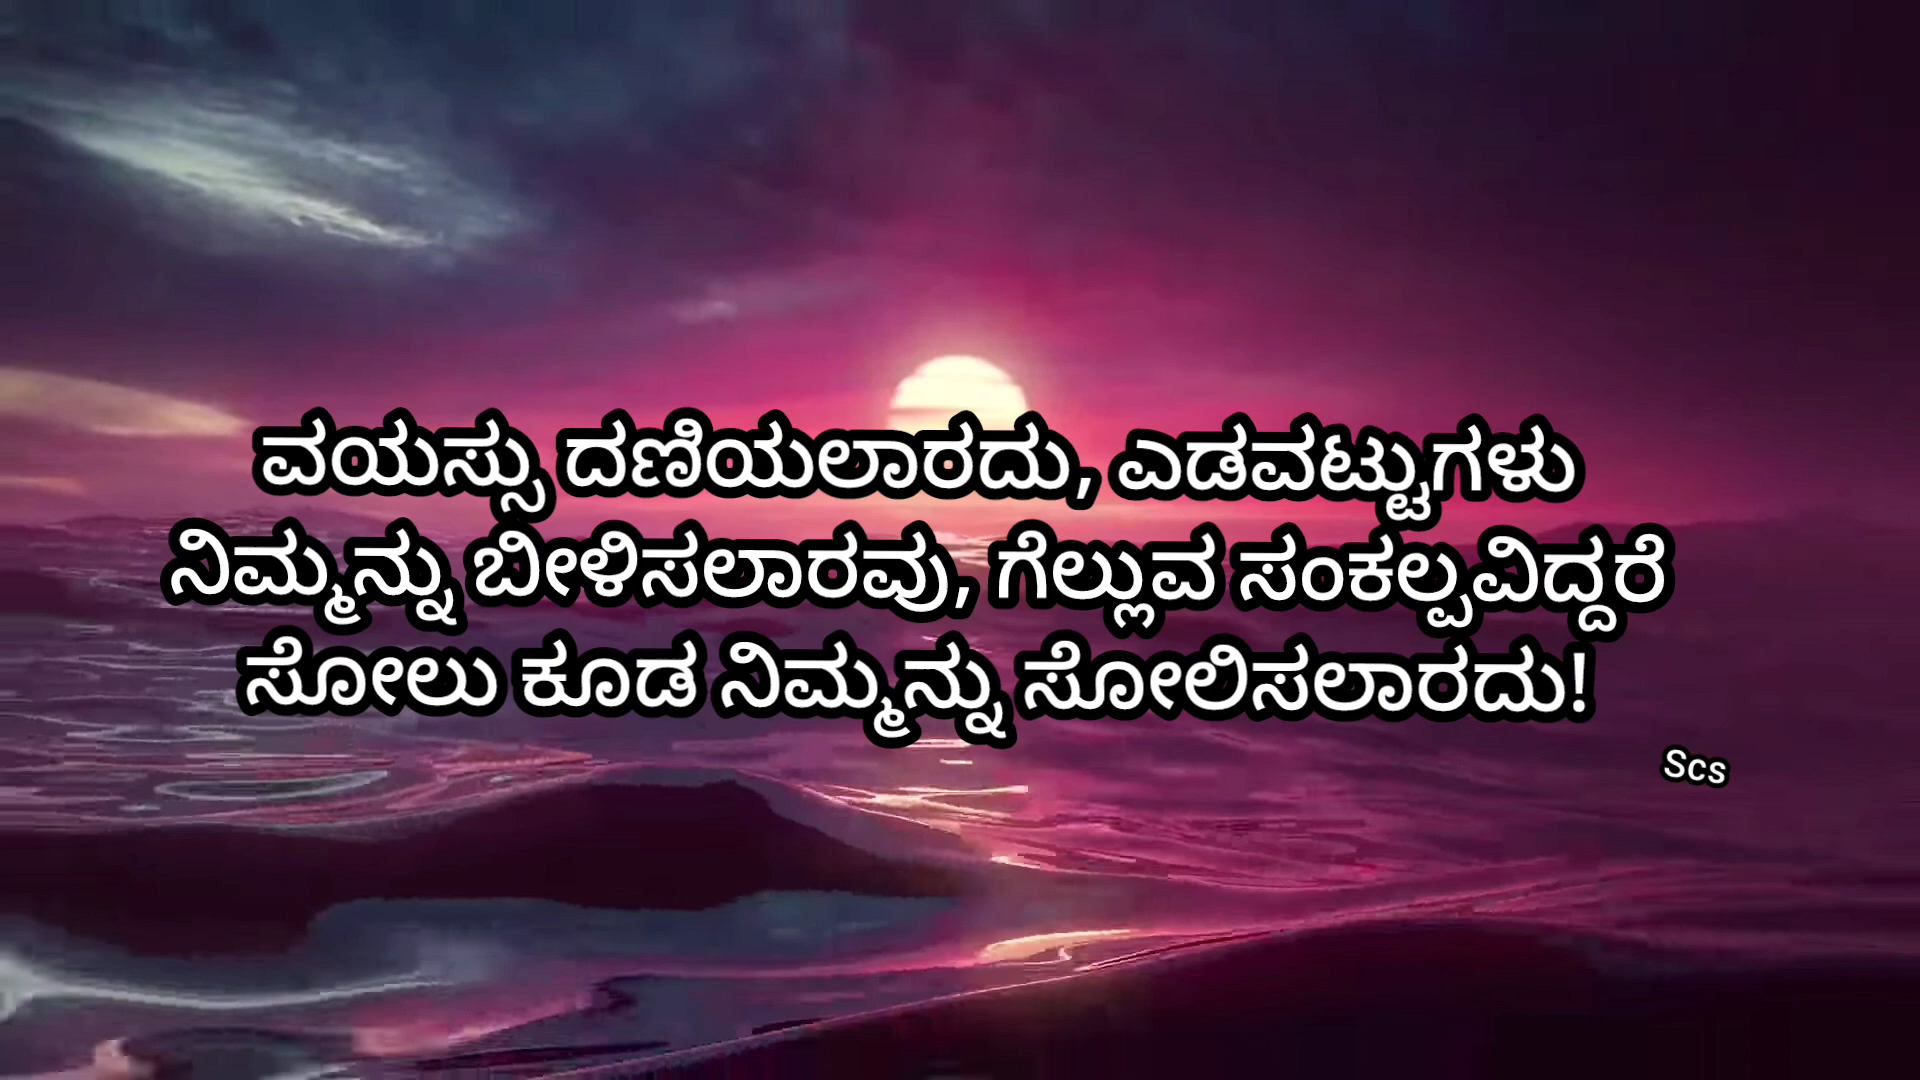 ವಯಸ್ಸು ದಣಿಯಲಾರದು, ಎಡವಟ್ಟುಗಳು
ನಿಮ್ಮನ್ನು ಬೀಳಿಸಲಾರವು, ಗೆಲ್ಲುವ ಸಂಕಲ್ಪವಿದ್ದರೆ
ಸೋಲು ಕೂಡ ನಿಮ್ಮನ್ನು ಸೋಲಿಸಲಾರದು!
Scs